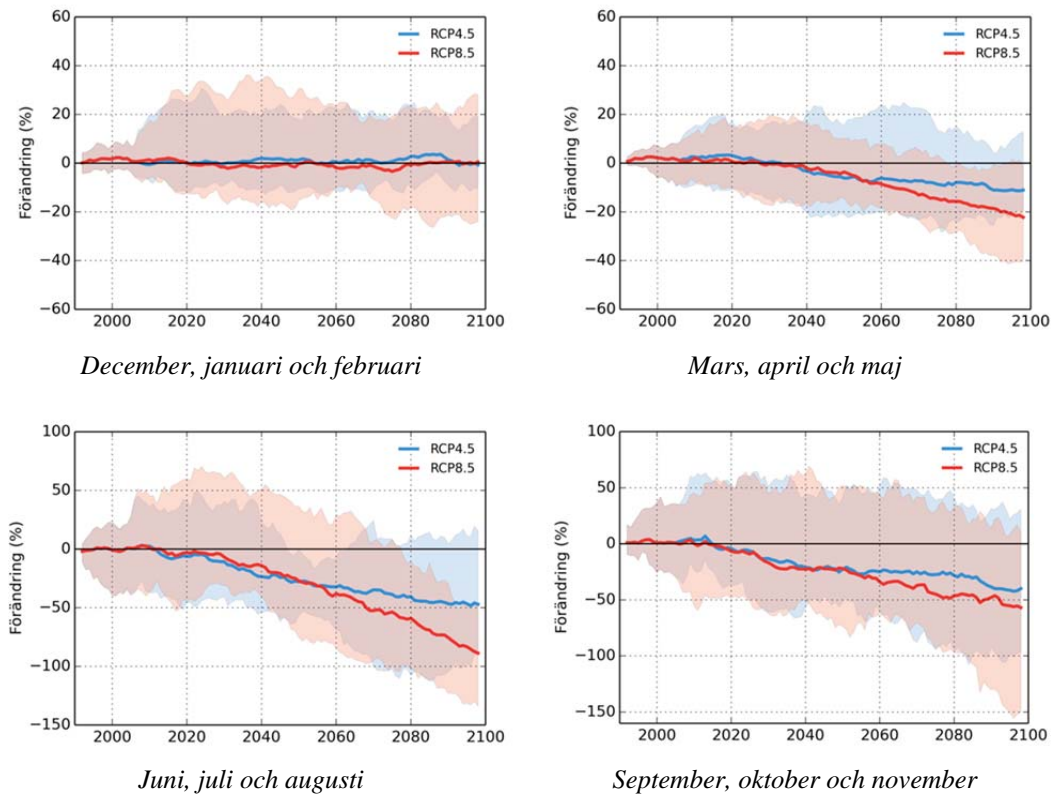 60
40
20
0
−20
−40
−60
Förändring (%)
RCP4.5
RCP8.5
2000 2020 2040 2060 2080 2100
December, januari och februari
60
40
20
0
−20
−40
−60
Förändring (%)
RCP4.5
RCP8.5
2000 2020 2040 2060 2080 2100
Mars, april och maj
100
50
0
−50
−100
−150
Förändring (%)
RCP4.5
RCP8.5
2000 2020 2040 2060 2080 2100
Juni, juli och augusti
100
50
0
−50
−100
−150
Förändring (%)
RCP4.5
RCP8.5
2000 2020 2040 2060 2080 2100
September, oktober och november